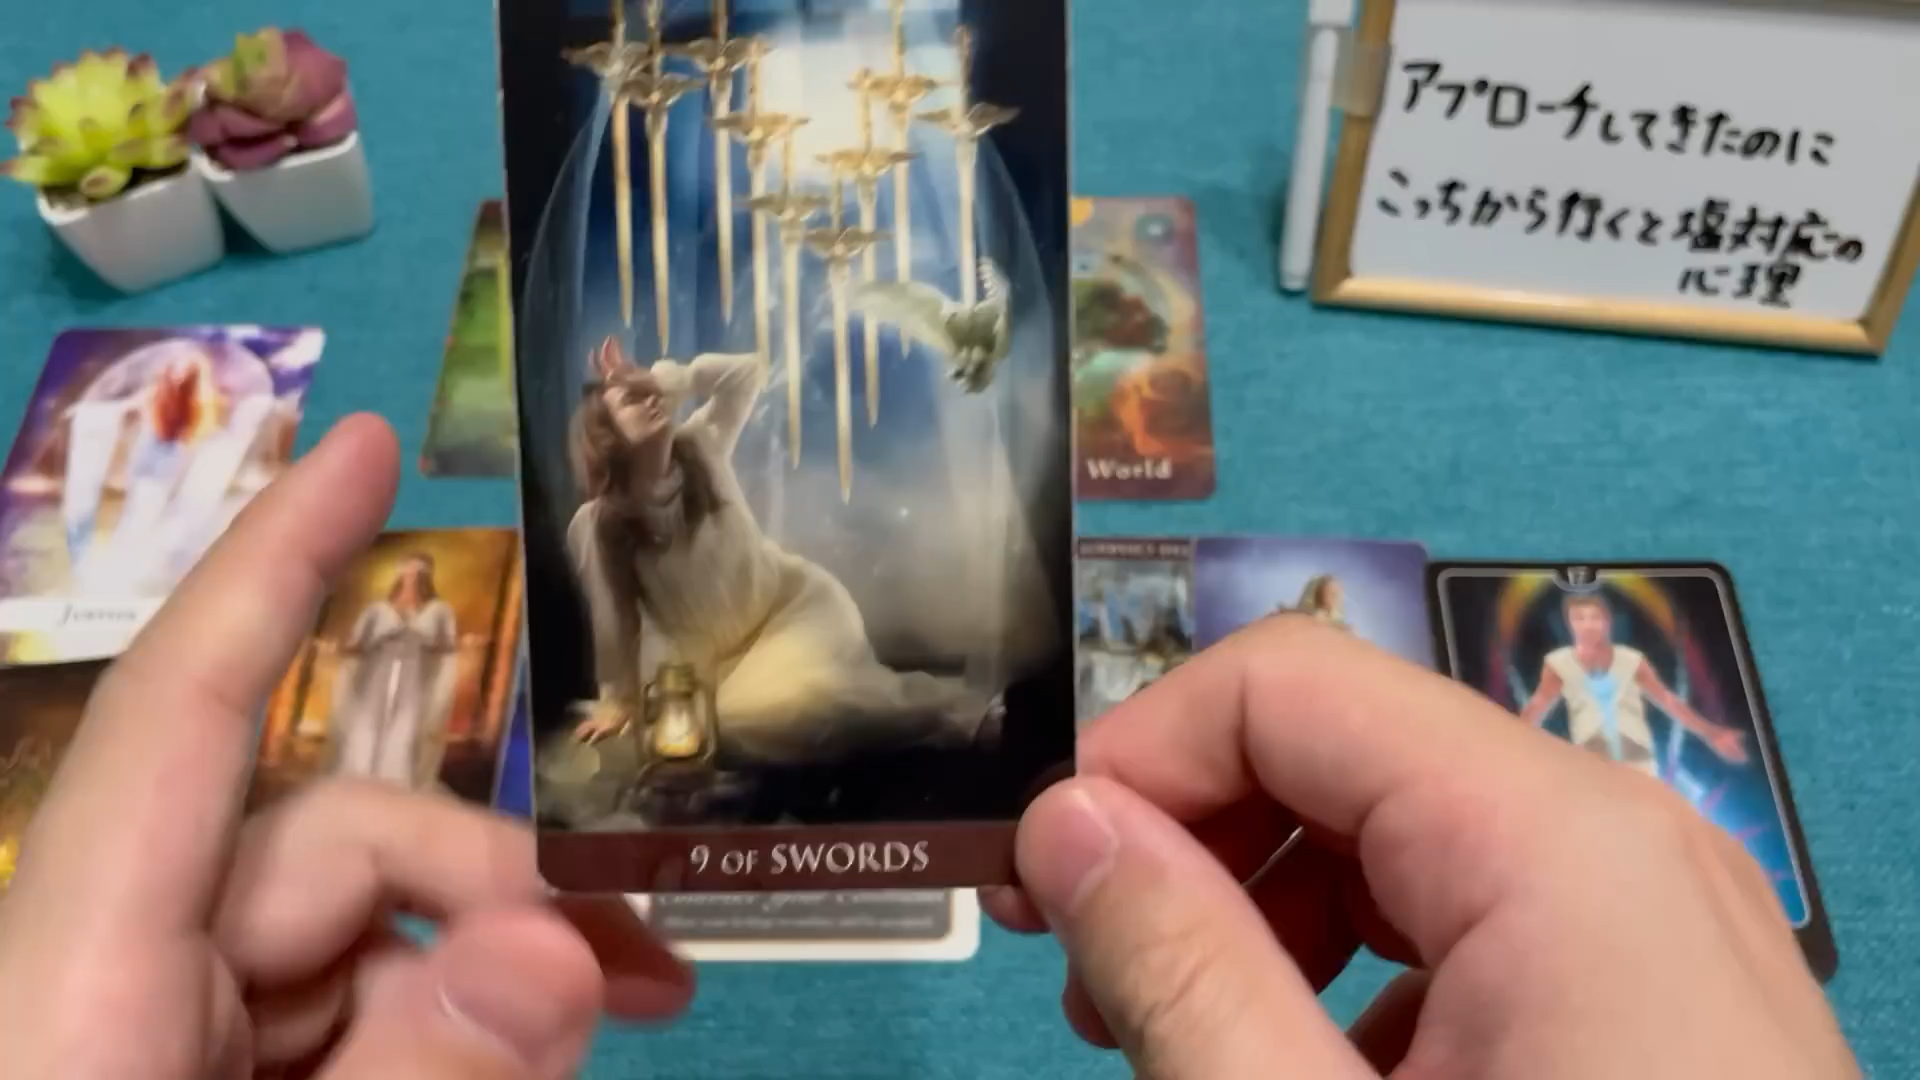 アプローチしてきたのに
こっちから行くと塩対応の
心理
World
Justice
9 OF SWORDS